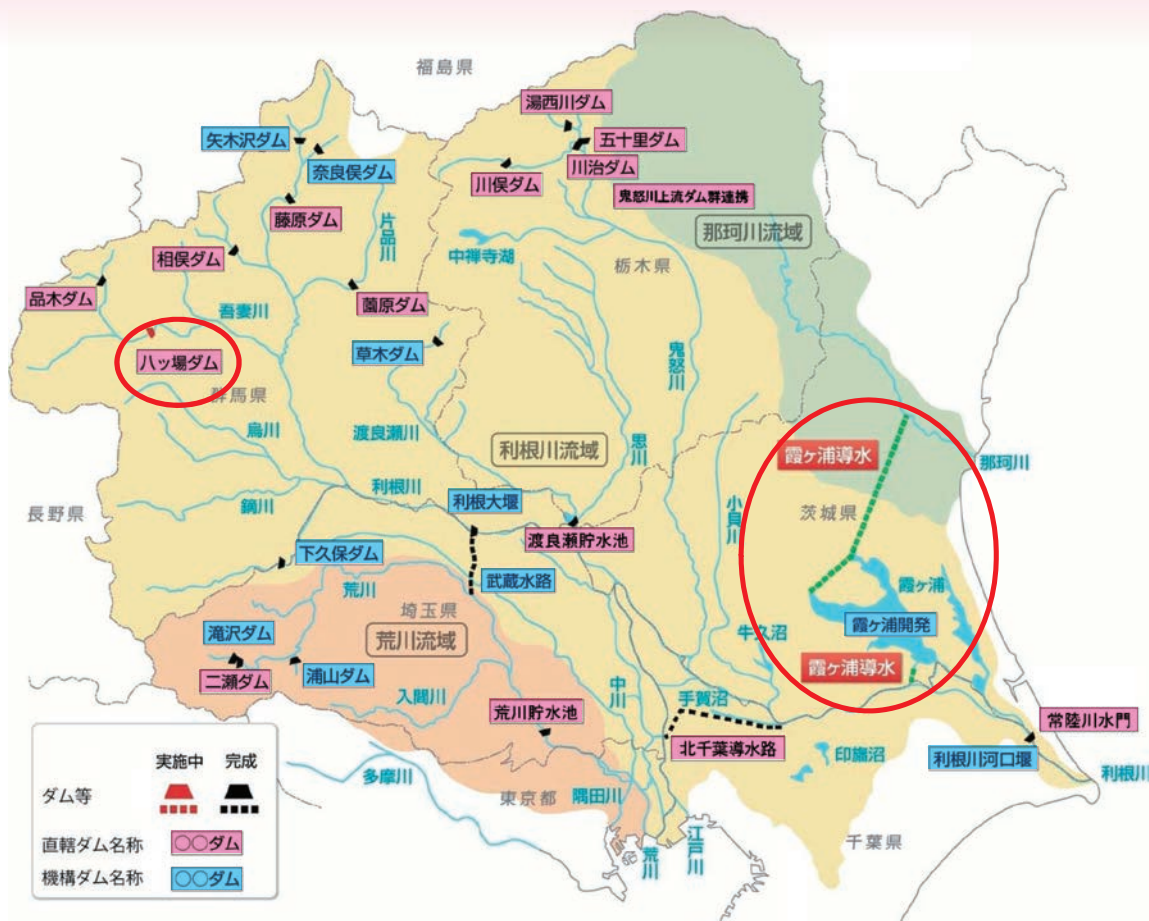 福島県
湯西川ダム
矢木沢ダム
五十里ダム
奈良俣ダム
川俣ダム
川治ダム
鬼怒川上流ダム群連携
藤原ダム
片品川
那珂川流域
相俣ダム
中禅寺湖
栃木県
品木ダム
薗原ダム
吾妻川
八ッ場ダム
草木ダム
鬼怒川
群馬県
烏川
渡良瀬川
利根川流域
思川
霞ヶ浦導水
那珂川
利根川
利根大堰
小貝川
茨城県
長野県
鏑川
渡良瀬貯水池
下久保ダム
武蔵水路
荒川
霞ヶ浦
埼玉県
霞ヶ浦開発
滝沢ダム
荒川流域
牛久沼
二瀬ダム
浦山ダム
霞ヶ浦導水
入間川
中川
手賀沼
荒川貯水池
常陸川水門
北千葉導水路
印旛沼
利根川河口堰
利根川
多摩川
東京都
隅田川
荒川
江戸川
千葉県
実施中 完成
ダム等
直轄ダム名称 ○○ダム
機構ダム名称 ○○ダム